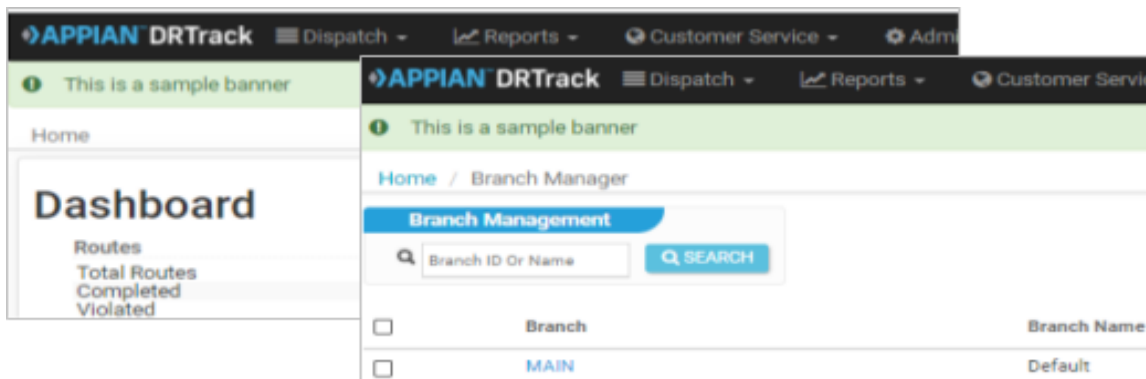 APPIAN DRTrack Dispatch Reports Customer Service Admi
This is a sample banner
Home
Dashboard
Routes
Total Routes
Completed
Violated
APPIAN DRTrack Dispatch Reports Customer Servic
This is a sample banner
Home / Branch Manager
Branch Management
Branch ID Or Name SEARCH
Branch Branch Name
MAIN Default